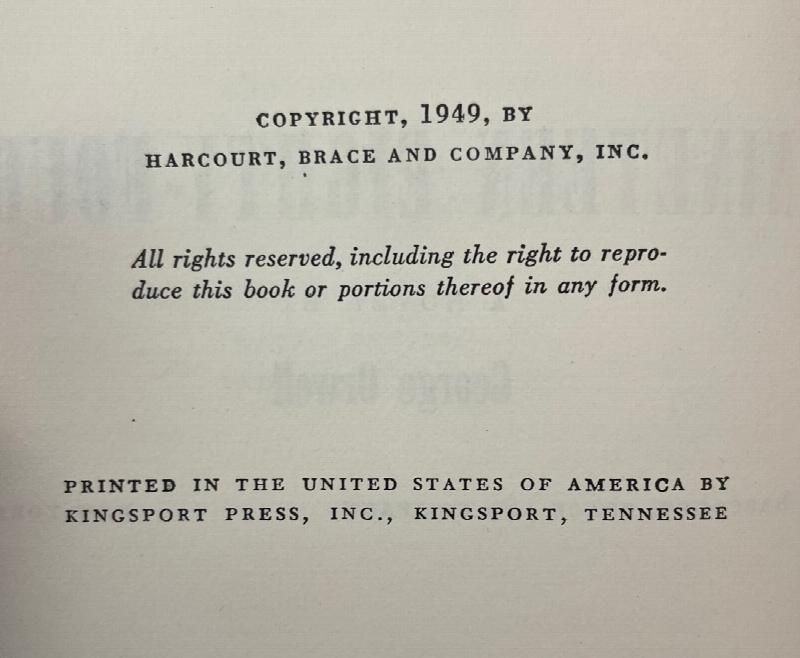 COPYRIGHT, 1949, BY
HARCOURT, BRACE AND COMPANY, INC.
All rights reserved, including the right to repro-
duce this book or portions thereof in any form.
George Orwell
PRINTED IN THE UNITED STATES OF AMERICA BY
KINGSPORT PRESS, INC., KINGSPORT, TENNESSEE